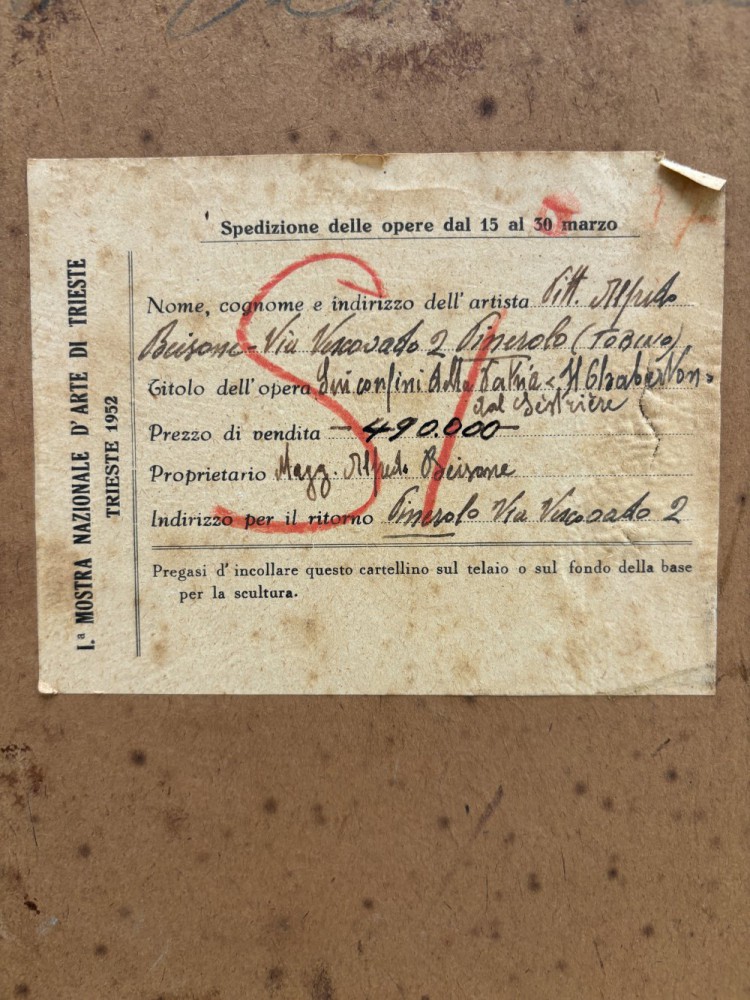 Spedizione delle opere dal 15 al 30 marzo
Nome, cognome e indirizzo dell' artista Pitt. Alfredo
Beisone - Via Vescovado 2 Pinerolo (Torino)
Titolo dell' opera Sui confini della Patria - Il Chaberton
dal Sestriere
Prezzo di vendita - 490.000 -
Proprietario Magg. Alfredo Beisone
Indirizzo per il ritorno Pinerolo Via Vescovado 2
Pregasi d' incollare questo cartellino sul telaio o sul fondo della base
per la scultura.
I.ª MOSTRA NAZIONALE D'ARTE DI TRIESTE
TRIESTE 1952
SI